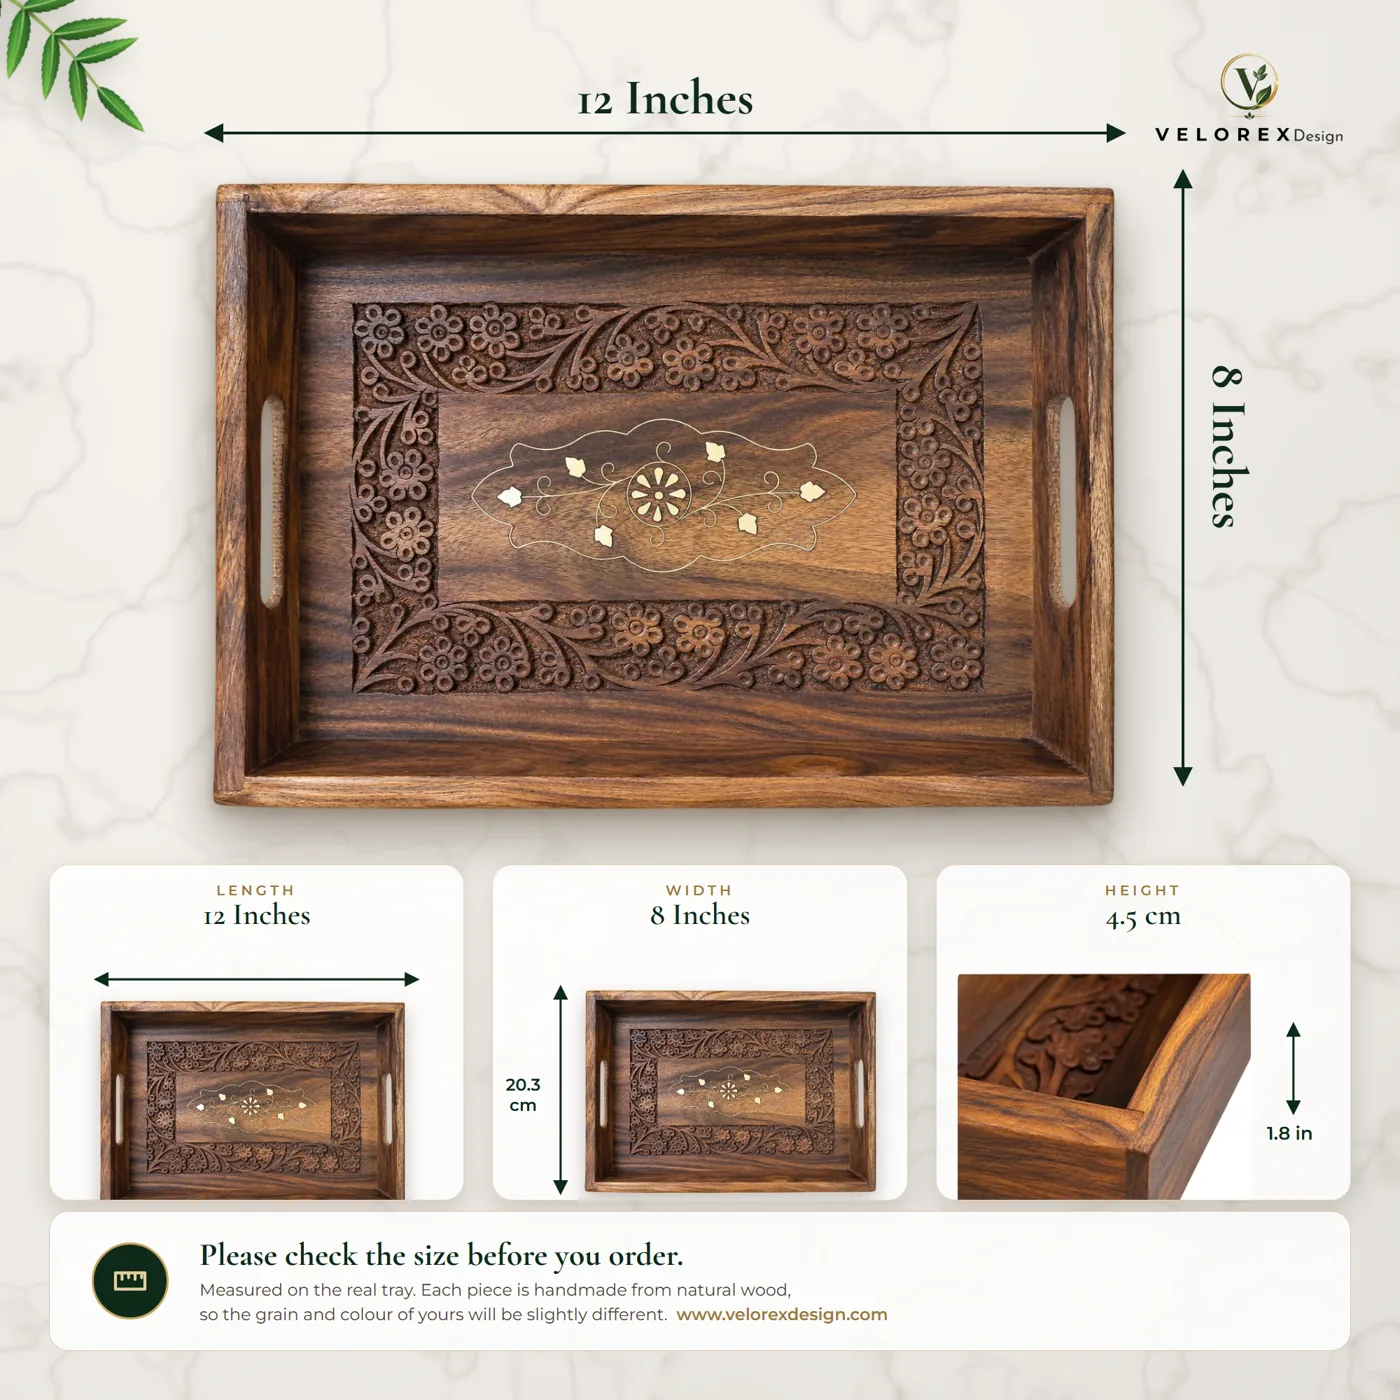 12 Inches
V
VELOREX Design
8 Inches
LENGTH
12 Inches
WIDTH
8 Inches
20.3
cm
HEIGHT
4.5 cm
1.8 in
Please check the size before you order.
Measured on the real tray. Each piece is handmade from natural wood,
so the grain and colour of yours will be slightly different. www.velorexdesign.com